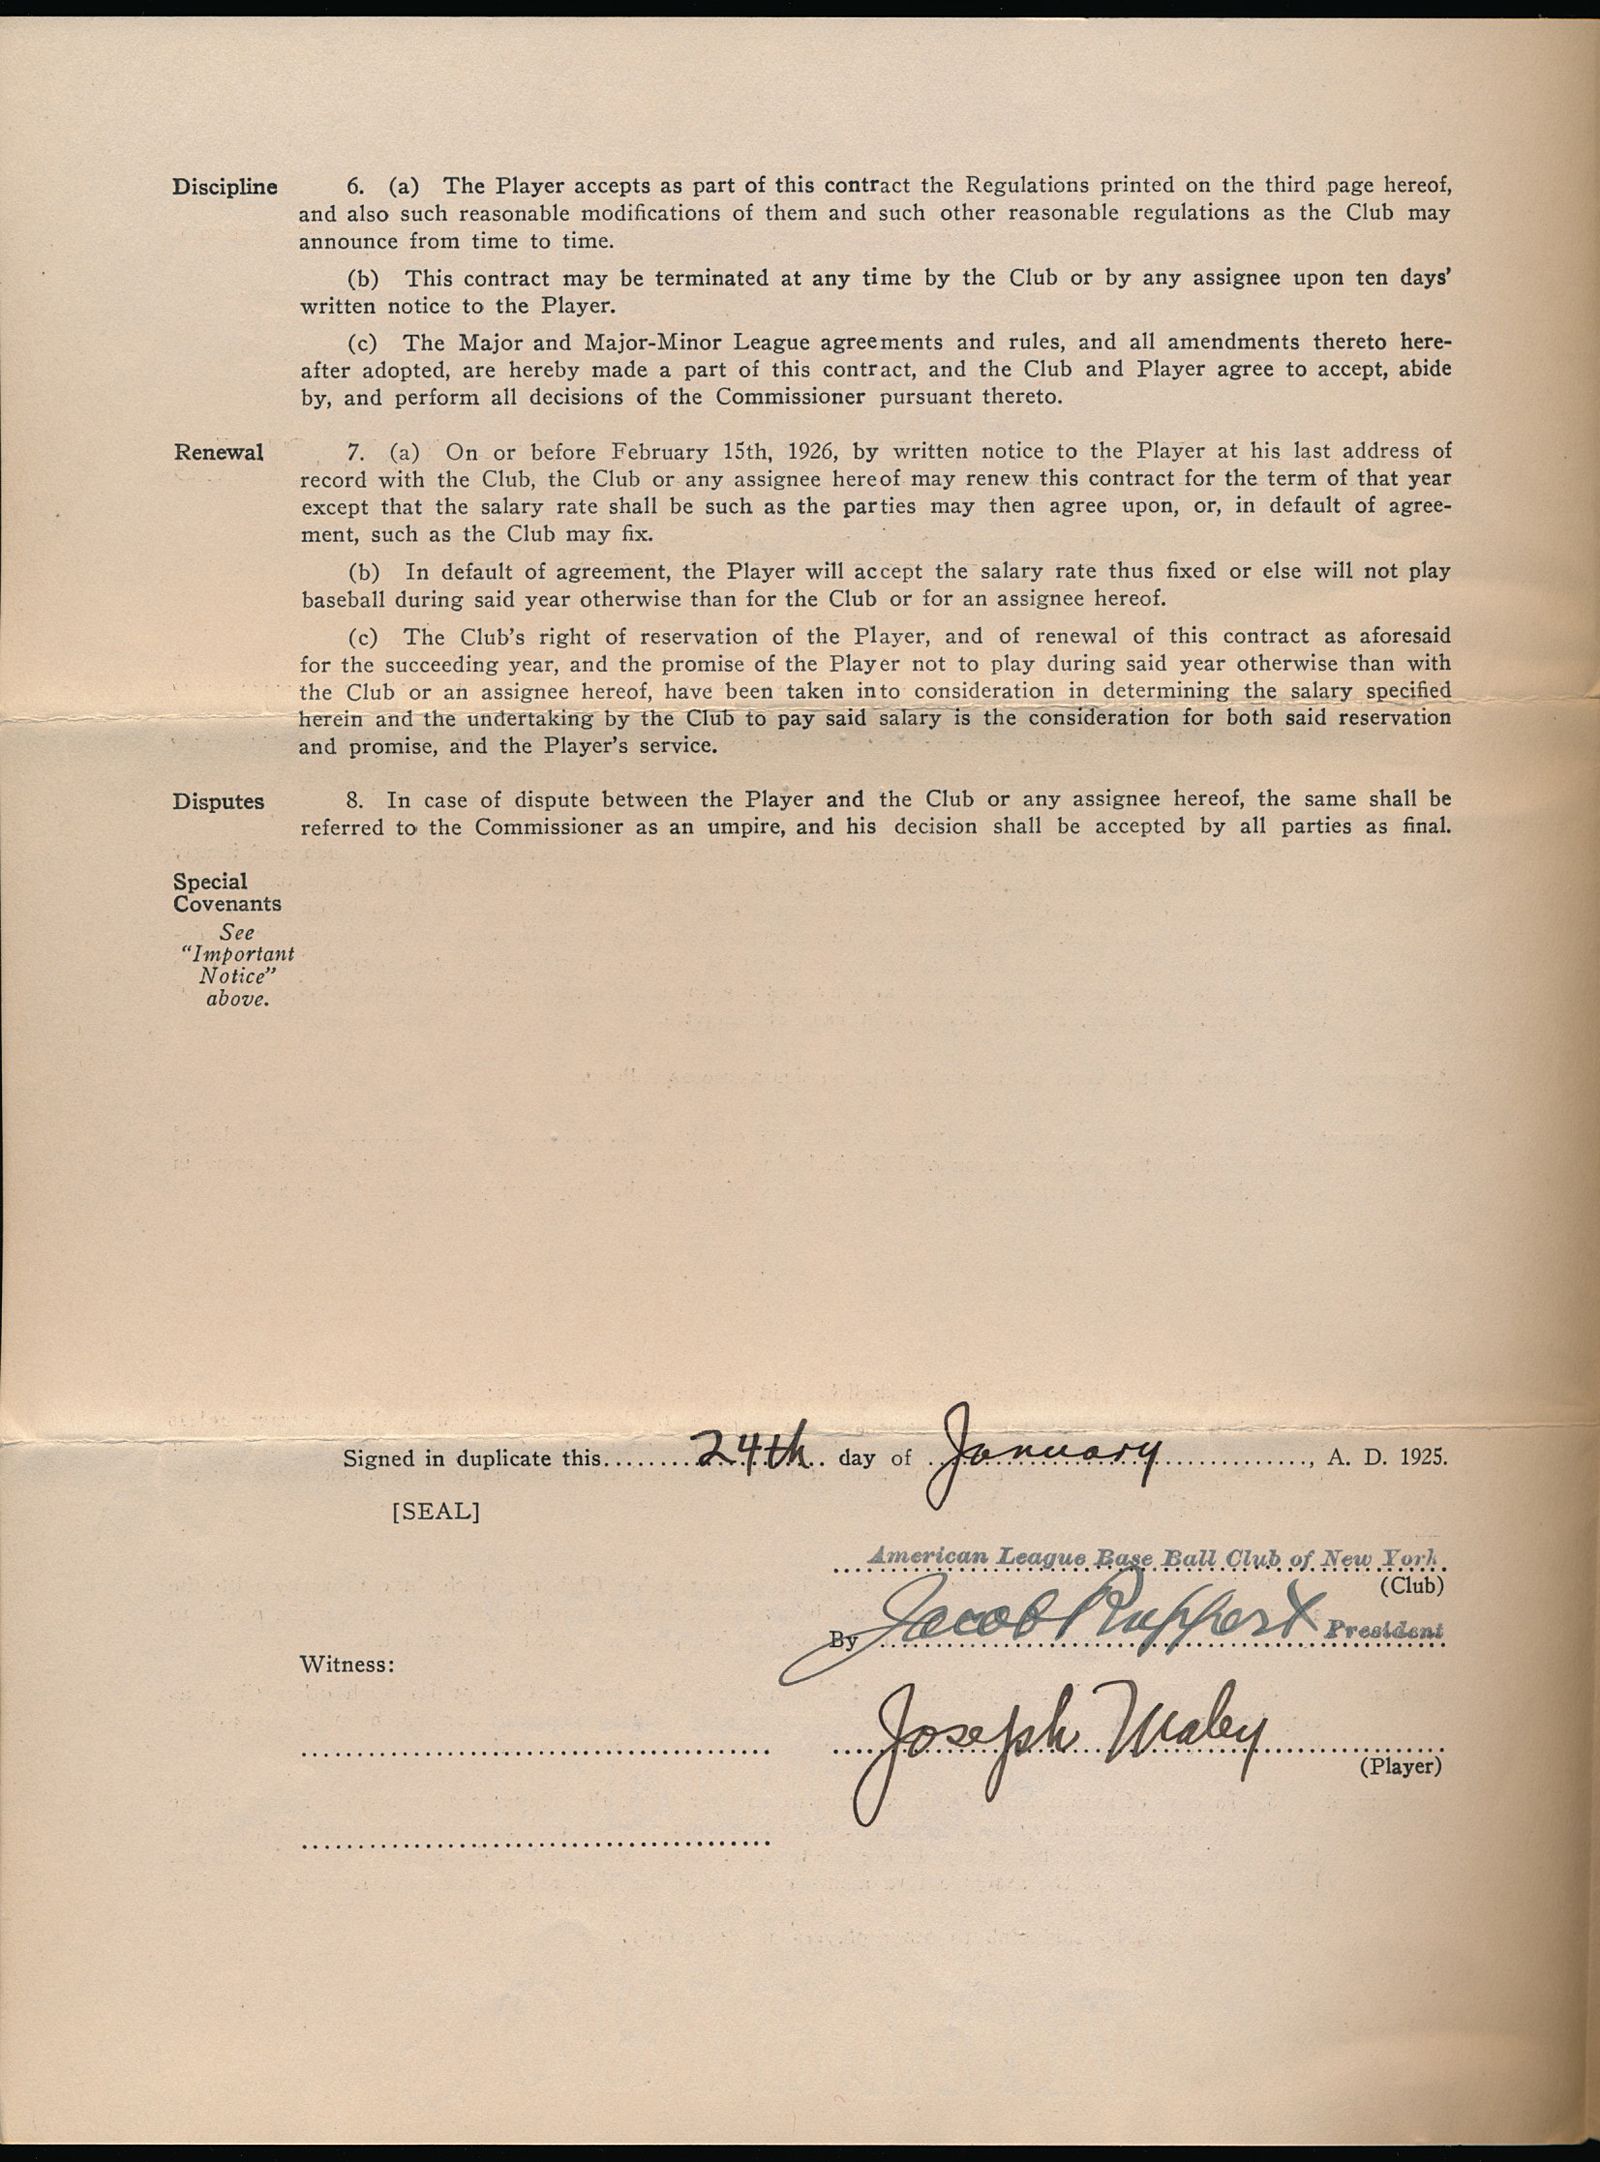 Discipline 6. (a) The Player accepts as part of this contract the Regulations printed on the third page hereof,
and also such reasonable modifications of them and such other reasonable regulations as the Club may
announce from time to time.
(b) This contract may be terminated at any time by the Club or by any assignee upon ten days'
written notice to the Player.
(c) The Major and Major-Minor League agreements and rules, and all amendments thereto here-
after adopted, are hereby made a part of this contract, and the Club and Player agree to accept, abide
by, and perform all decisions of the Commissioner pursuant thereto.
Renewal 7. (a) On or before February 15th, 1926, by written notice to the Player at his last address of
record with the Club, the Club or any assignee hereof may renew this contract for the term of that year
except that the salary rate shall be such as the parties may then agree upon, or, in default of agree-
ment, such as the Club may fix.
(b) In default of agreement, the Player will accept the salary rate thus fixed or else will not play
baseball during said year otherwise than for the Club or for an assignee hereof.
(c) The Club's right of reservation of the Player, and of renewal of this contract as aforesaid
for the succeeding year, and the promise of the Player not to play during said year otherwise than with
the Club or an assignee hereof, have been taken into consideration in determining the salary specified
herein and the undertaking by the Club to pay said salary is the consideration for both said reservation
and promise, and the Player's service.
Disputes 8. In case of dispute between the Player and the Club or any assignee hereof, the same shall be
referred to the Commissioner as an umpire, and his decision shall be accepted by all parties as final.
Special
Covenants
See
"Important
Notice"
above.
Signed in duplicate this 24th day of January, A. D. 1925.
[SEAL]
American League Base Ball Club of New York
(Club)
By Jacob Ruppert President
Witness:
Joseph
(Player)